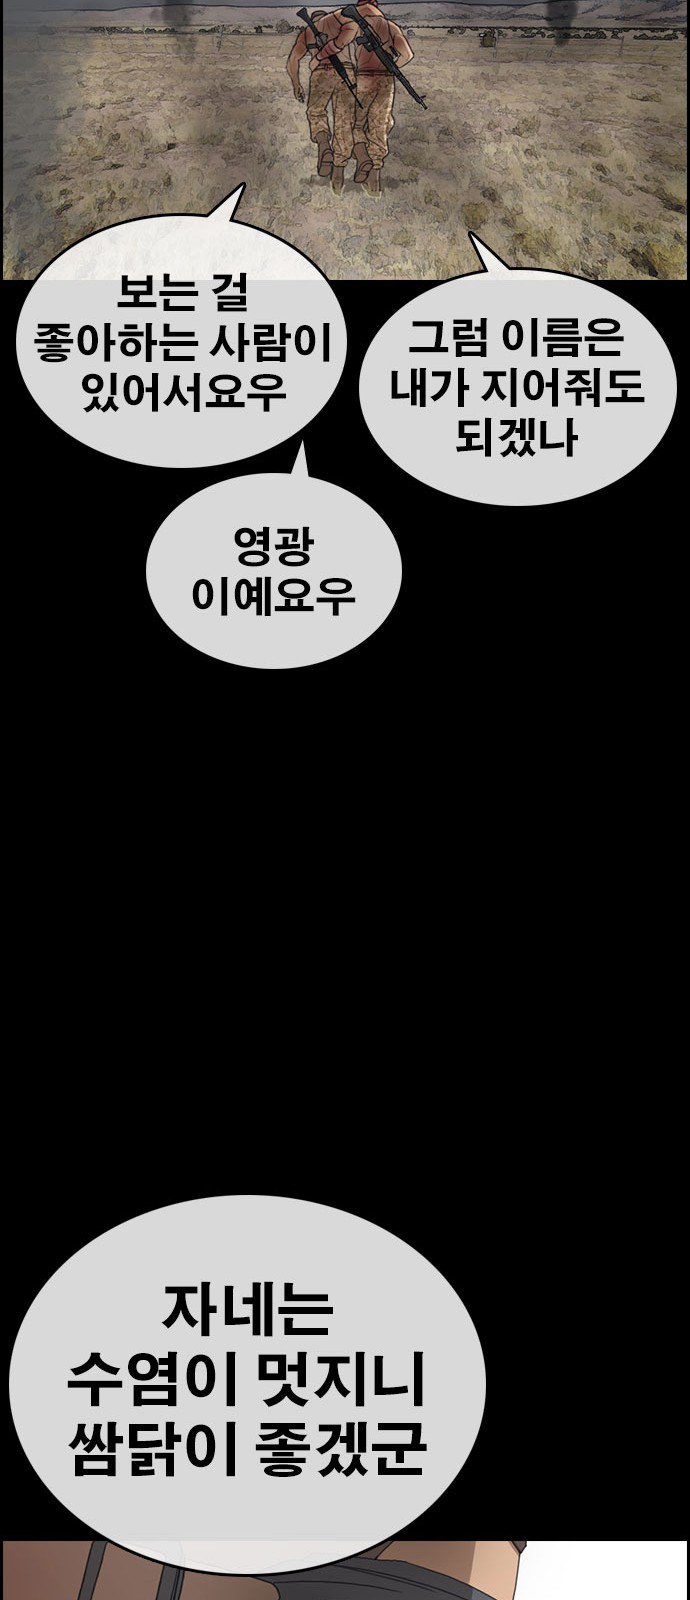 보는 걸
좋아하는 사람이
있어서요우
그럼 이름은
내가 지어줘도
되겠나
영광
이예요우
자네는
수염이 멋지니
쌈닭이 좋겠군